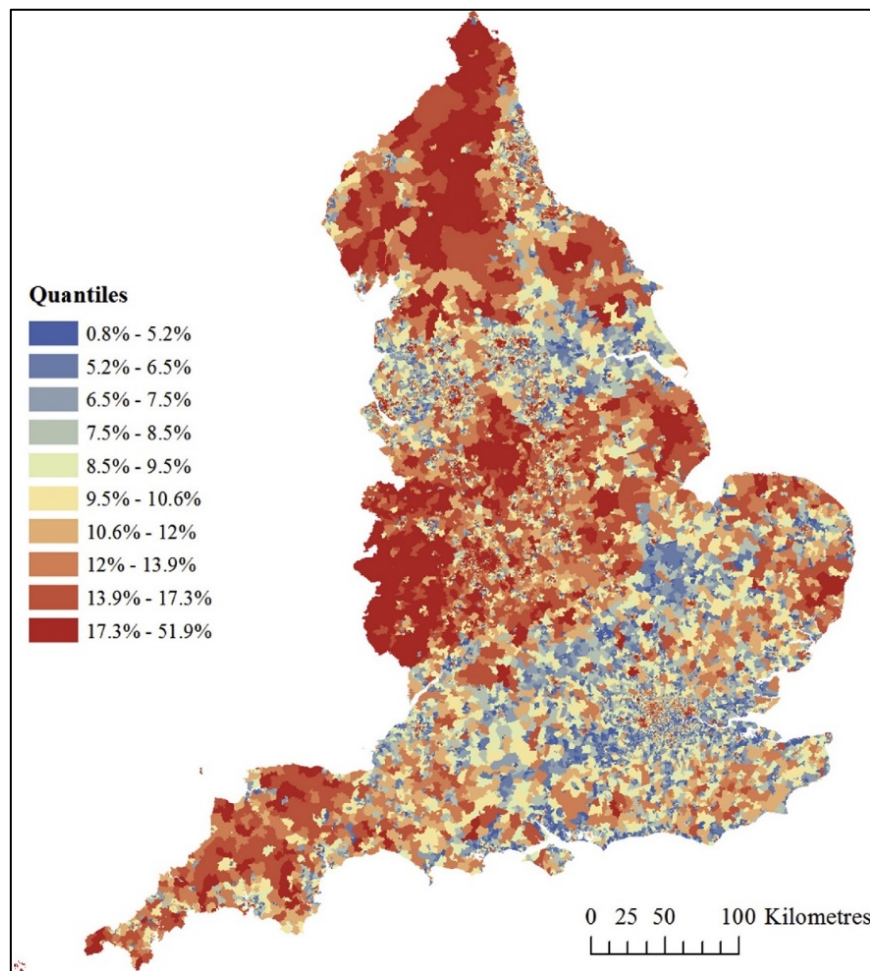 Quantiles
0.8% - 5.2%
5.2% - 6.5%
6.5% - 7.5%
7.5% - 8.5%
8.5% - 9.5%
9.5% - 10.6%
10.6% - 12%
12% - 13.9%
13.9% - 17.3%
17.3% - 51.9%
0 25 50 100 Kilometres